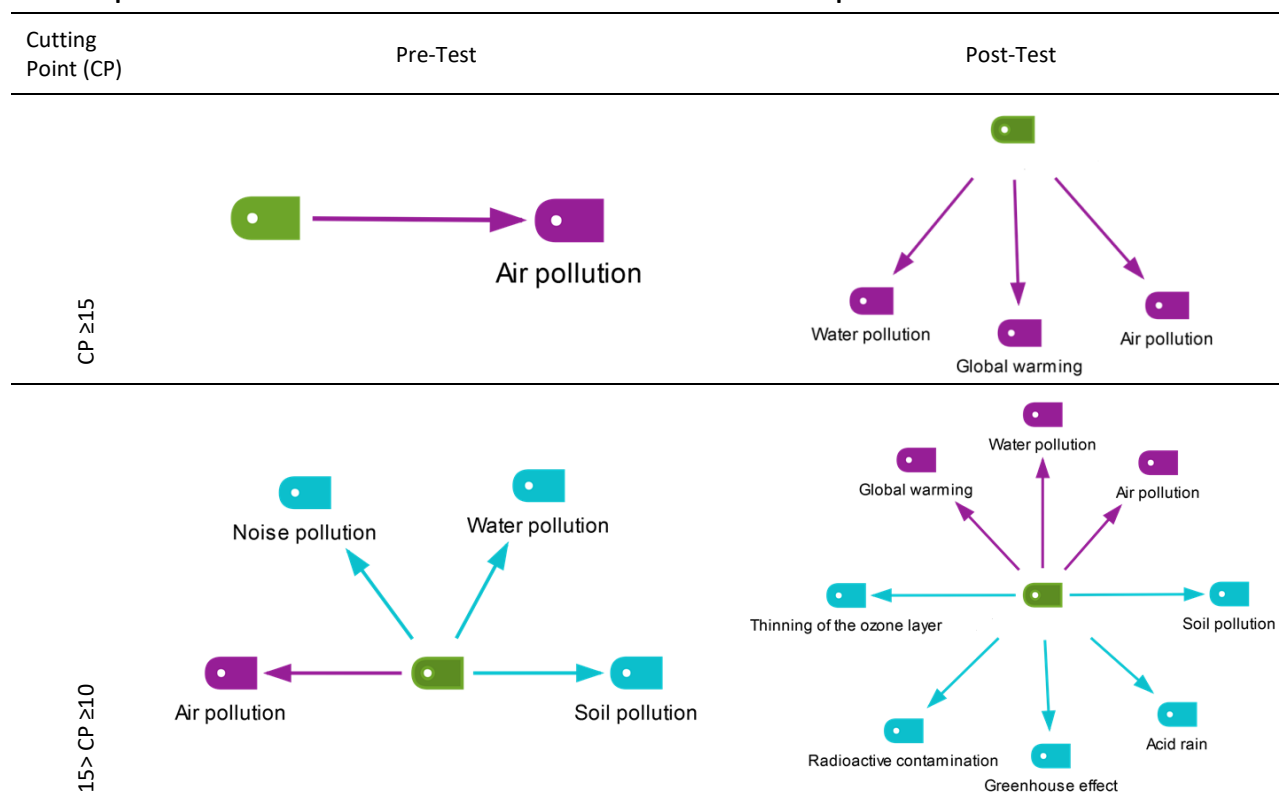 Cutting
Point (CP)
Pre-Test
Post-Test
CP ≥15
Air pollution
Water pollution
Global warming
Air pollution
15> CP ≥10
Noise pollution
Water pollution
Air pollution
Soil pollution
Water pollution
Global warming
Air pollution
Thinning of the ozone layer
Soil pollution
Radioactive contamination
Greenhouse effect
Acid rain